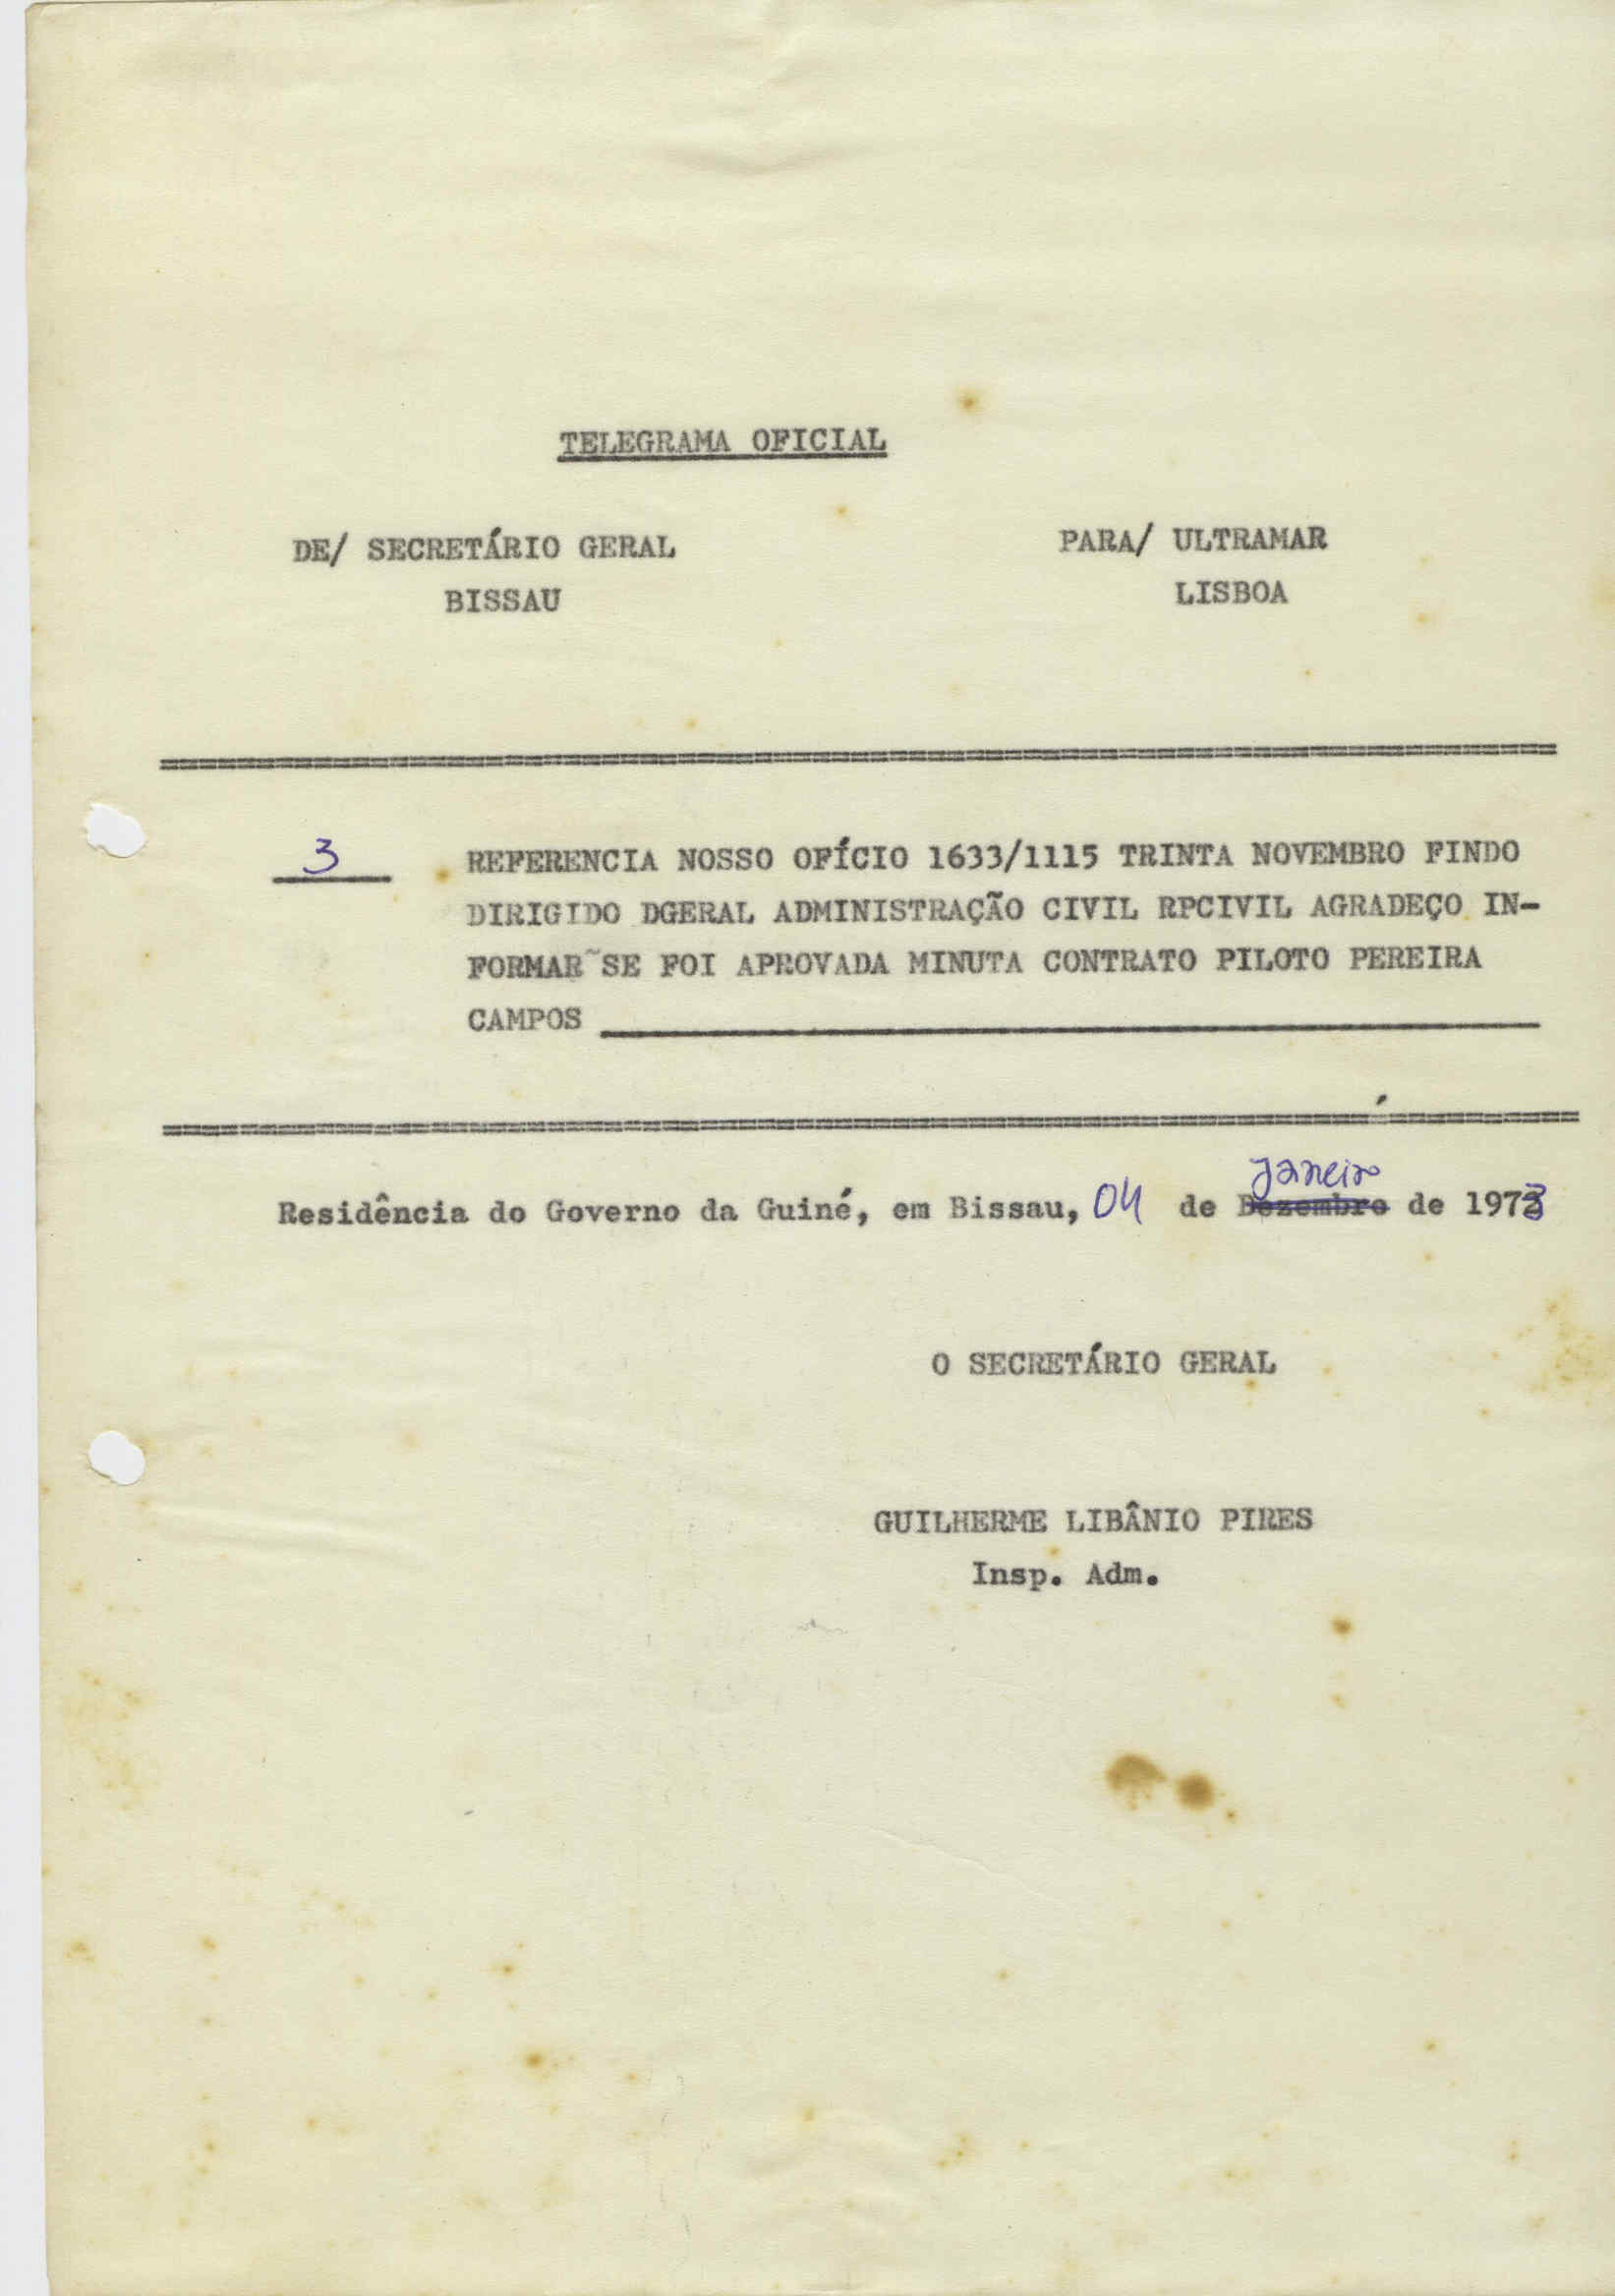 TELEGRAMA OFICIAL
DE/ SECRETÁRIO GERAL
BISSAU
PARA/ ULTRAMAR
LISBOA
3 REFERENCIA NOSSO OFÍCIO 1633/1115 TRINTA NOVEMBRO FINDO
DIRIGIDO DGERAL ADMINISTRAÇÃO CIVIL RPCIVIL AGRADEÇO IN-
FORMAR~SE FOI APROVADA MINUTA CONTRATO PILOTO PEREIRA
CAMPOS
Janeiro
Residência do Governo da Guiné, em Bissau, 04 de Dezembro de 1973
O SECRETÁRIO GERAL
GUILHERME LIBÂNIO PIRES
Insp. Adm.